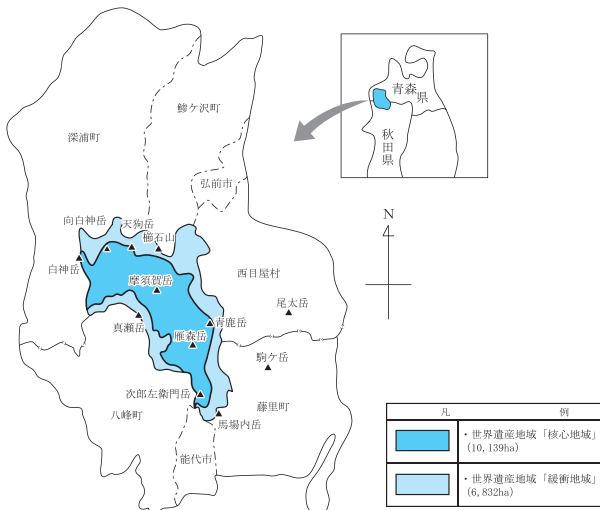 鰺ケ沢町
深浦町
弘前市
向白神岳
天狗岳
櫛石山
白神岳
摩須賀岳
西目屋村
尾太岳
真瀬岳
青鹿岳
雁森岳
駒ケ岳
次郎左衛門岳
八峰町
藤里町
馬場内岳
能代市
青森県
秋田県
N
凡 例
・世界遺産地域「核心地域」
(10,139ha)
・世界遺産地域「緩衝地域」
(6,832ha)